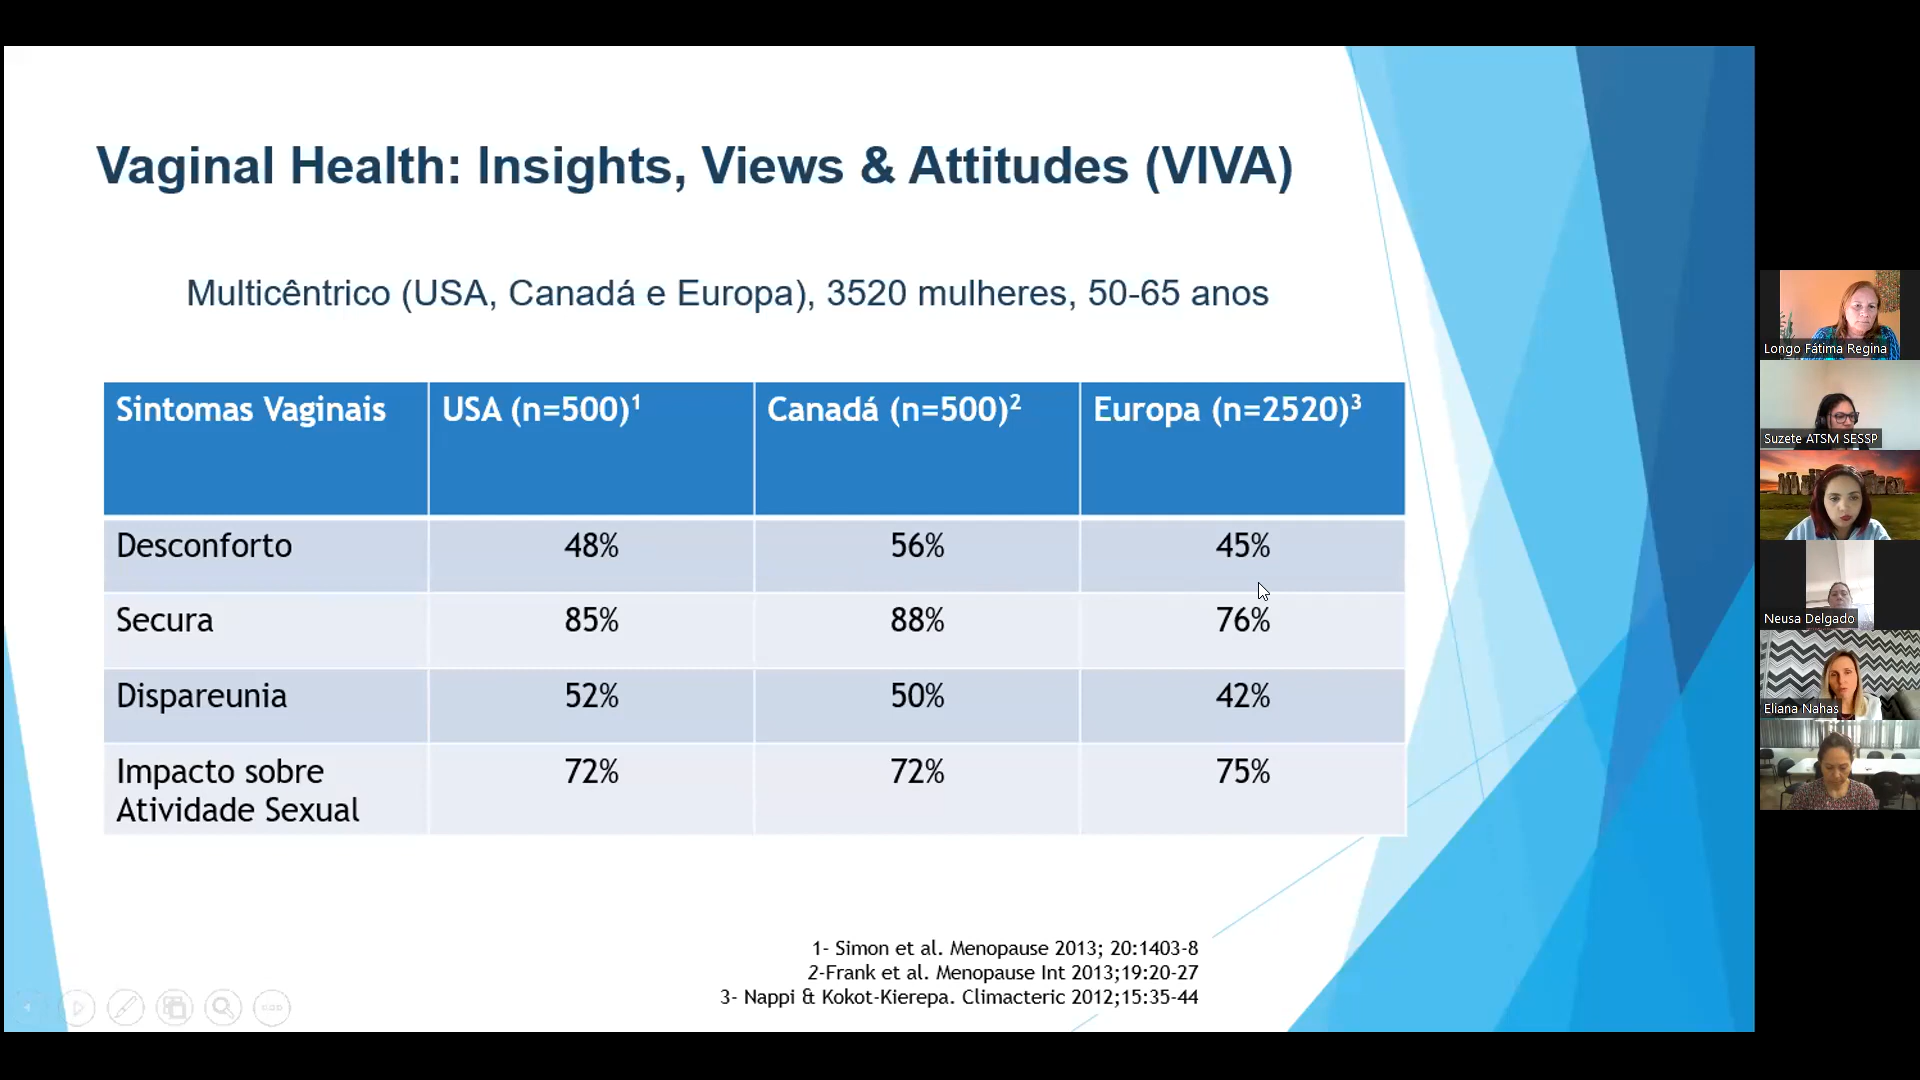 Vaginal Health: Insights, Views & Attitudes (VIVA)
Multicêntrico (USA, Canadá e Europa), 3520 mulheres, 50-65 anos
Sintomas Vaginais USA (n=500)¹ Canadá (n=500)² Europa (n=2520)³
Desconforto 48% 56% 45%
Secura 85% 88% 76%
Dispareunia 52% 50% 42%
Impacto sobre
Atividade Sexual 72% 72% 75%
1- Simon et al. Menopause 2013; 20:1403-8
2-Frank et al. Menopause Int 2013;19:20-27
3- Nappi & Kokot-Kierepa. Climacteric 2012;15:35-44
Longo Fátima Regina
Suzete ATSM SESSP
Neusa Delgado
Eliana Nahas